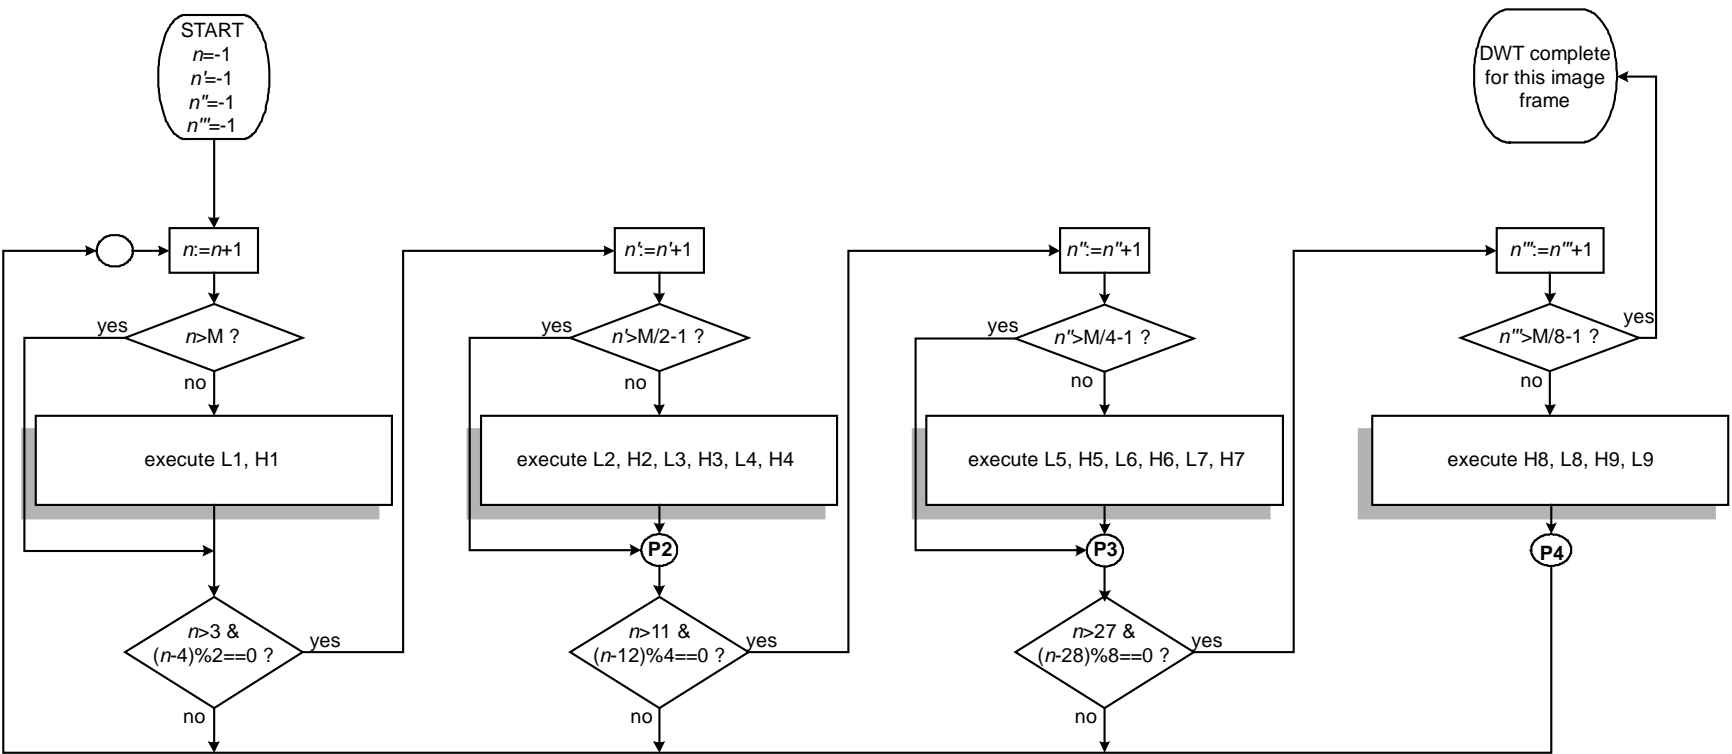 START
n=-1
n'=-1
n"=-1
n'"=-1
DWT complete
for this image
frame
n:=n+1
n':=n'+1
n":=n"+1
n'":=n'"+1
yes
n>M ?
no
yes
n'>M/2-1 ?
no
yes
n">M/4-1 ?
no
yes
n'">M/8-1 ?
no
execute L1, H1
execute L2, H2, L3, H3, L4, H4
execute L5, H5, L6, H6, L7, H7
execute H8, L8, H9, L9
P2
P3
P4
n>3 &
(n-4)%2==0 ?
yes
no
n>11 &
(n-12)%4==0 ?
yes
no
n>27 &
(n-28)%8==0 ?
yes
no